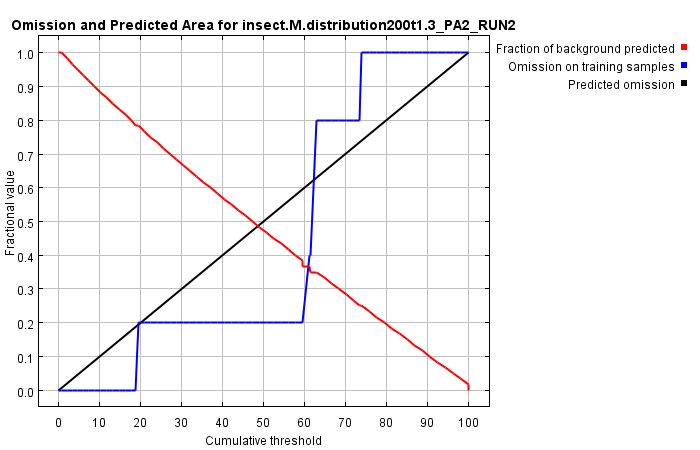 Omission and Predicted Area for insect.M.distribution200t1.3_PA2_RUN2
Fraction of background predicted
Omission on training samples
Predicted omission
Fractional value
1.0
0.9
0.8
0.7
0.6
0.5
0.4
0.3
0.2
0.1
0.0
0 10 20 30 40 50 60 70 80 90 100
Cumulative threshold